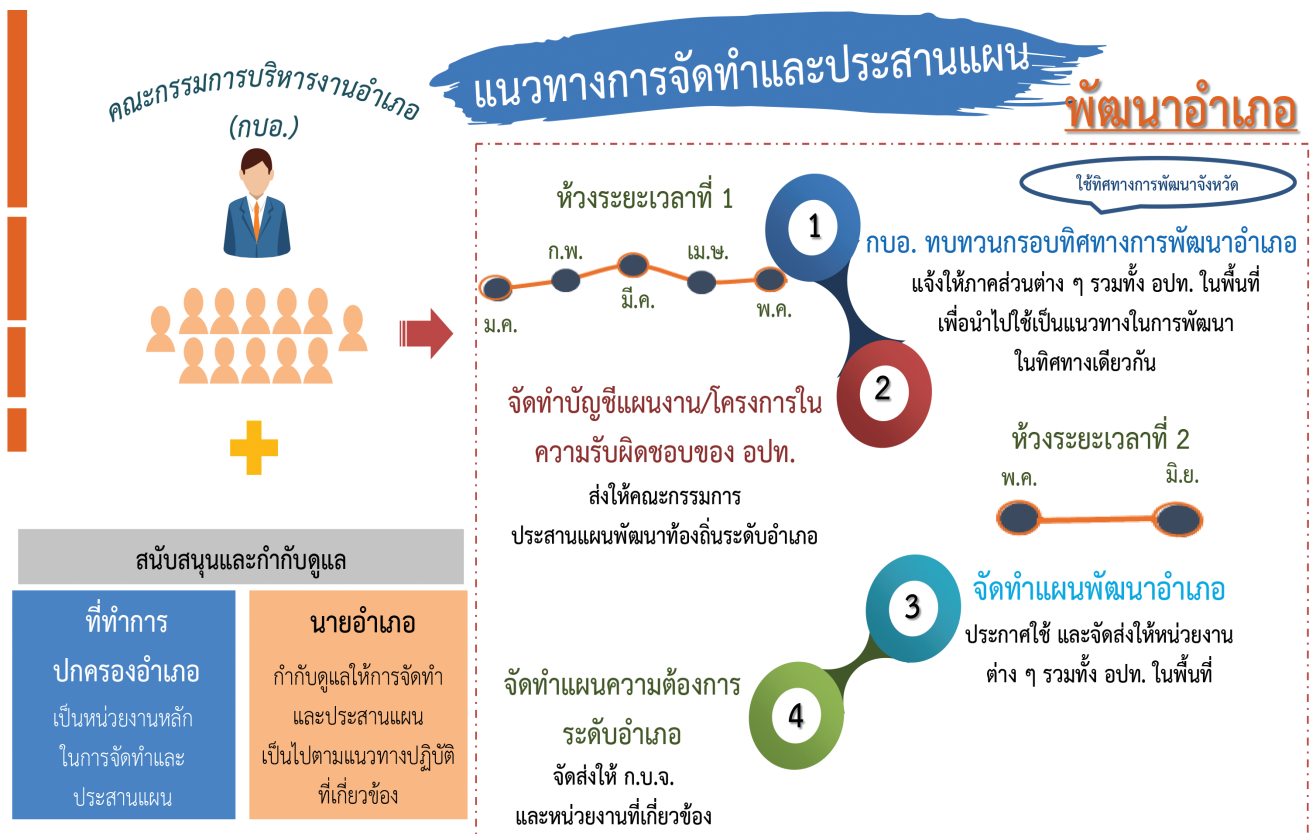 แนวทางการจัดทำและประสานแผน
พัฒนาอำเภอ
คณะกรรมการบริหารงานอำเภอ
(กบอ.)
สนับสนุนและกำกับดูแล
ที่ทำการ
ปกครองอำเภอ
เป็นหน่วยงานหลัก
ในการจัดทำและ
ประสานแผน
นายอำเภอ
กำกับดูแลให้การจัดทำ
และประสานแผน
เป็นไปตามแนวทางปฏิบัติ
ที่เกี่ยวข้อง
ห้วงระยะเวลาที่ 1
ม.ค.
ก.พ.
มี.ค.
เม.ษ.
พ.ค.
1
ใช้ทิศทางการพัฒนาจังหวัด
กบอ. ทบทวนกรอบทิศทางการพัฒนาอำเภอ
แจ้งให้ภาคส่วนต่าง ๆ รวมทั้ง อปท. ในพื้นที่
เพื่อนำไปใช้เป็นแนวทางในการพัฒนา
ในทิศทางเดียวกัน
2
จัดทำบัญชีแผนงาน/โครงการใน
ความรับผิดชอบของ อปท.
ส่งให้คณะกรรมการ
ประสานแผนพัฒนาท้องถิ่นระดับอำเภอ
ห้วงระยะเวลาที่ 2
พ.ค.
มิ.ย.
3
จัดทำแผนพัฒนาอำเภอ
ประกาศใช้ และจัดส่งให้หน่วยงาน
ต่าง ๆ รวมทั้ง อปท. ในพื้นที่
4
จัดทำแผนความต้องการ
ระดับอำเภอ
จัดส่งให้ ก.บ.จ.
และหน่วยงานที่เกี่ยวข้อง